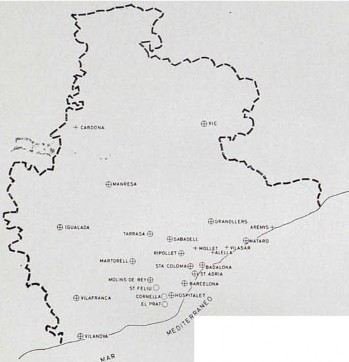 CARDONA
VIC
MANRESA
GRANOLLERS
ARENYS
IGUALADA
TARRASA
SABADELL
MATARO
MOLLET
VILASAR
RIPOLLET
ALELLA
MARTORELL
STA COLOMA
BADALONA
ST ADRIA
MOLINS DE REY
BARCELONA
ST FELIU
CORNELLA
HOSPITALET
VILAFRANCA
EL PRAT
VILANOVA
MAR MEDITERRANEO